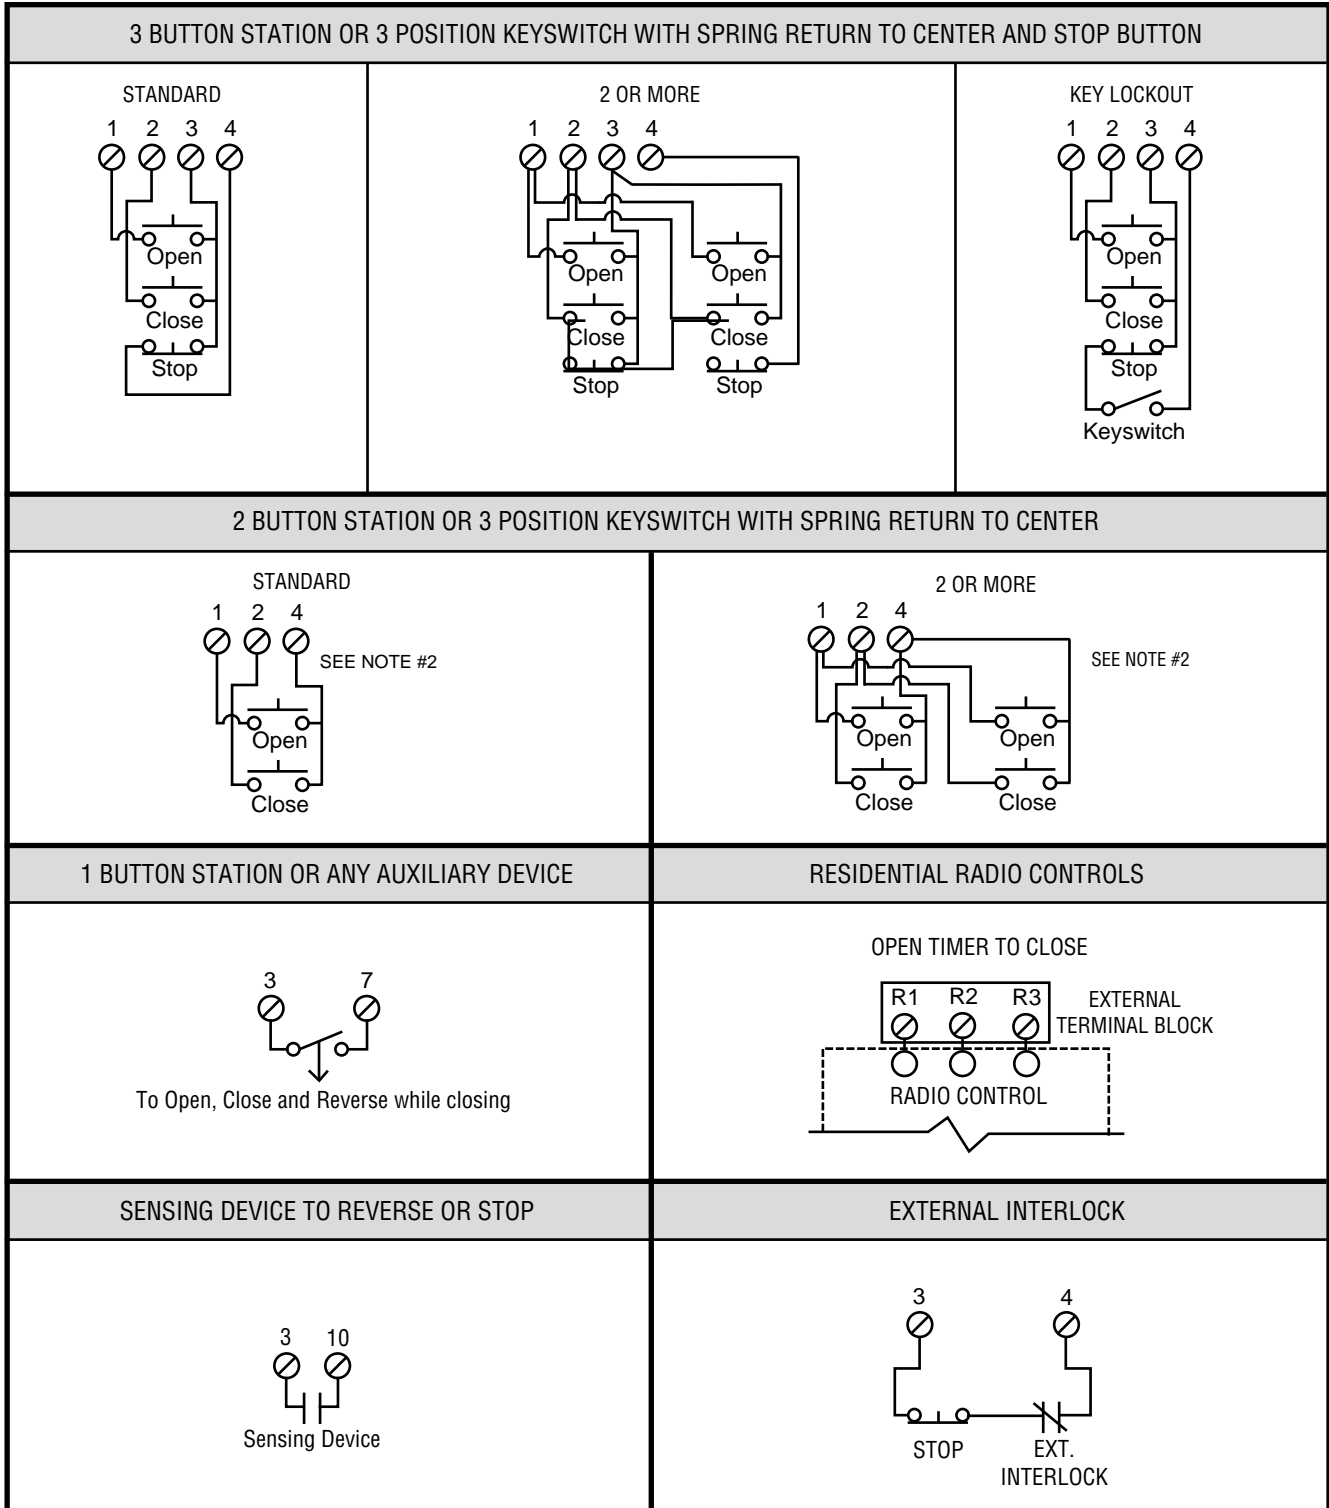 3 BUTTON STATION OR 3 POSITION KEYSWITCH WITH SPRING RETURN TO CENTER AND STOP BUTTON
STANDARD
1 2 3 4
Open
Close
Stop
2 OR MORE
1 2 3 4
Open Open
Close Close
Stop Stop
KEY LOCKOUT
1 2 3 4
Open
Close
Stop
Keyswitch
2 BUTTON STATION OR 3 POSITION KEYSWITCH WITH SPRING RETURN TO CENTER
STANDARD
1 2 4
SEE NOTE #2
Open
Close
2 OR MORE
1 2 4
SEE NOTE #2
Open Open
Close Close
1 BUTTON STATION OR ANY AUXILIARY DEVICE
3 7
To Open, Close and Reverse while closing
RESIDENTIAL RADIO CONTROLS
OPEN TIMER TO CLOSE
R1 R2 R3
EXTERNAL
TERMINAL BLOCK
RADIO CONTROL
SENSING DEVICE TO REVERSE OR STOP
3 10
Sensing Device
EXTERNAL INTERLOCK
3 4
STOP
EXT.
INTERLOCK